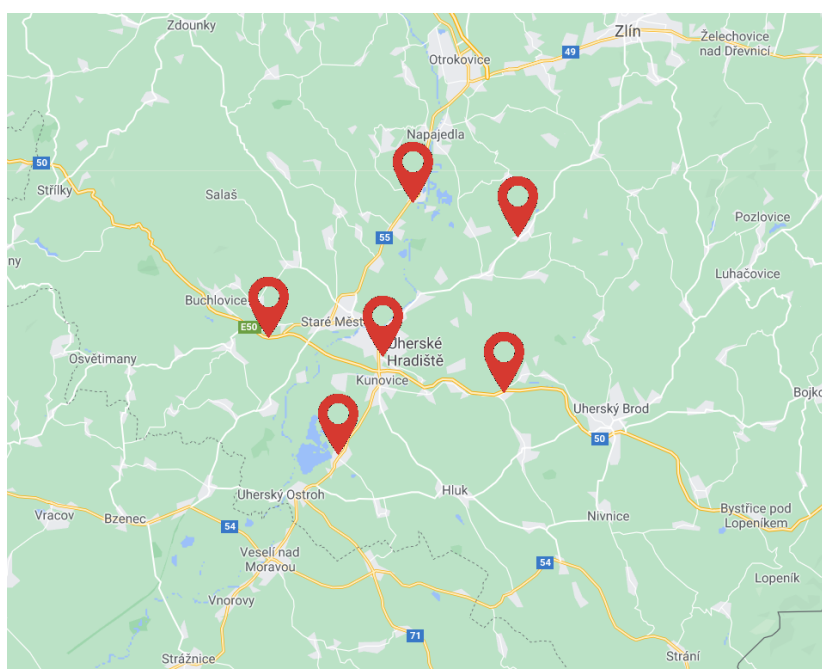 Zdounky
Zlín
Želechovice
nad Dřevnicí
Otrokovice
49
Napajedla
50
Střílky
Salaš
Pozlovice
55
ny
Luhačovice
Buchlovice
Staré Měst
E50
Uherské
Hradiště
Osvětimany
Kunovice
Bojko
Uherský Brod
50
Hluk
Uherský Ostroh
Bystřice pod
Lopeníkem
Vracov
Bzenec
54
Nivnice
Veselí nad
Moravou
54
Lopeník
Vnorovy
71
Strážnice
Strání